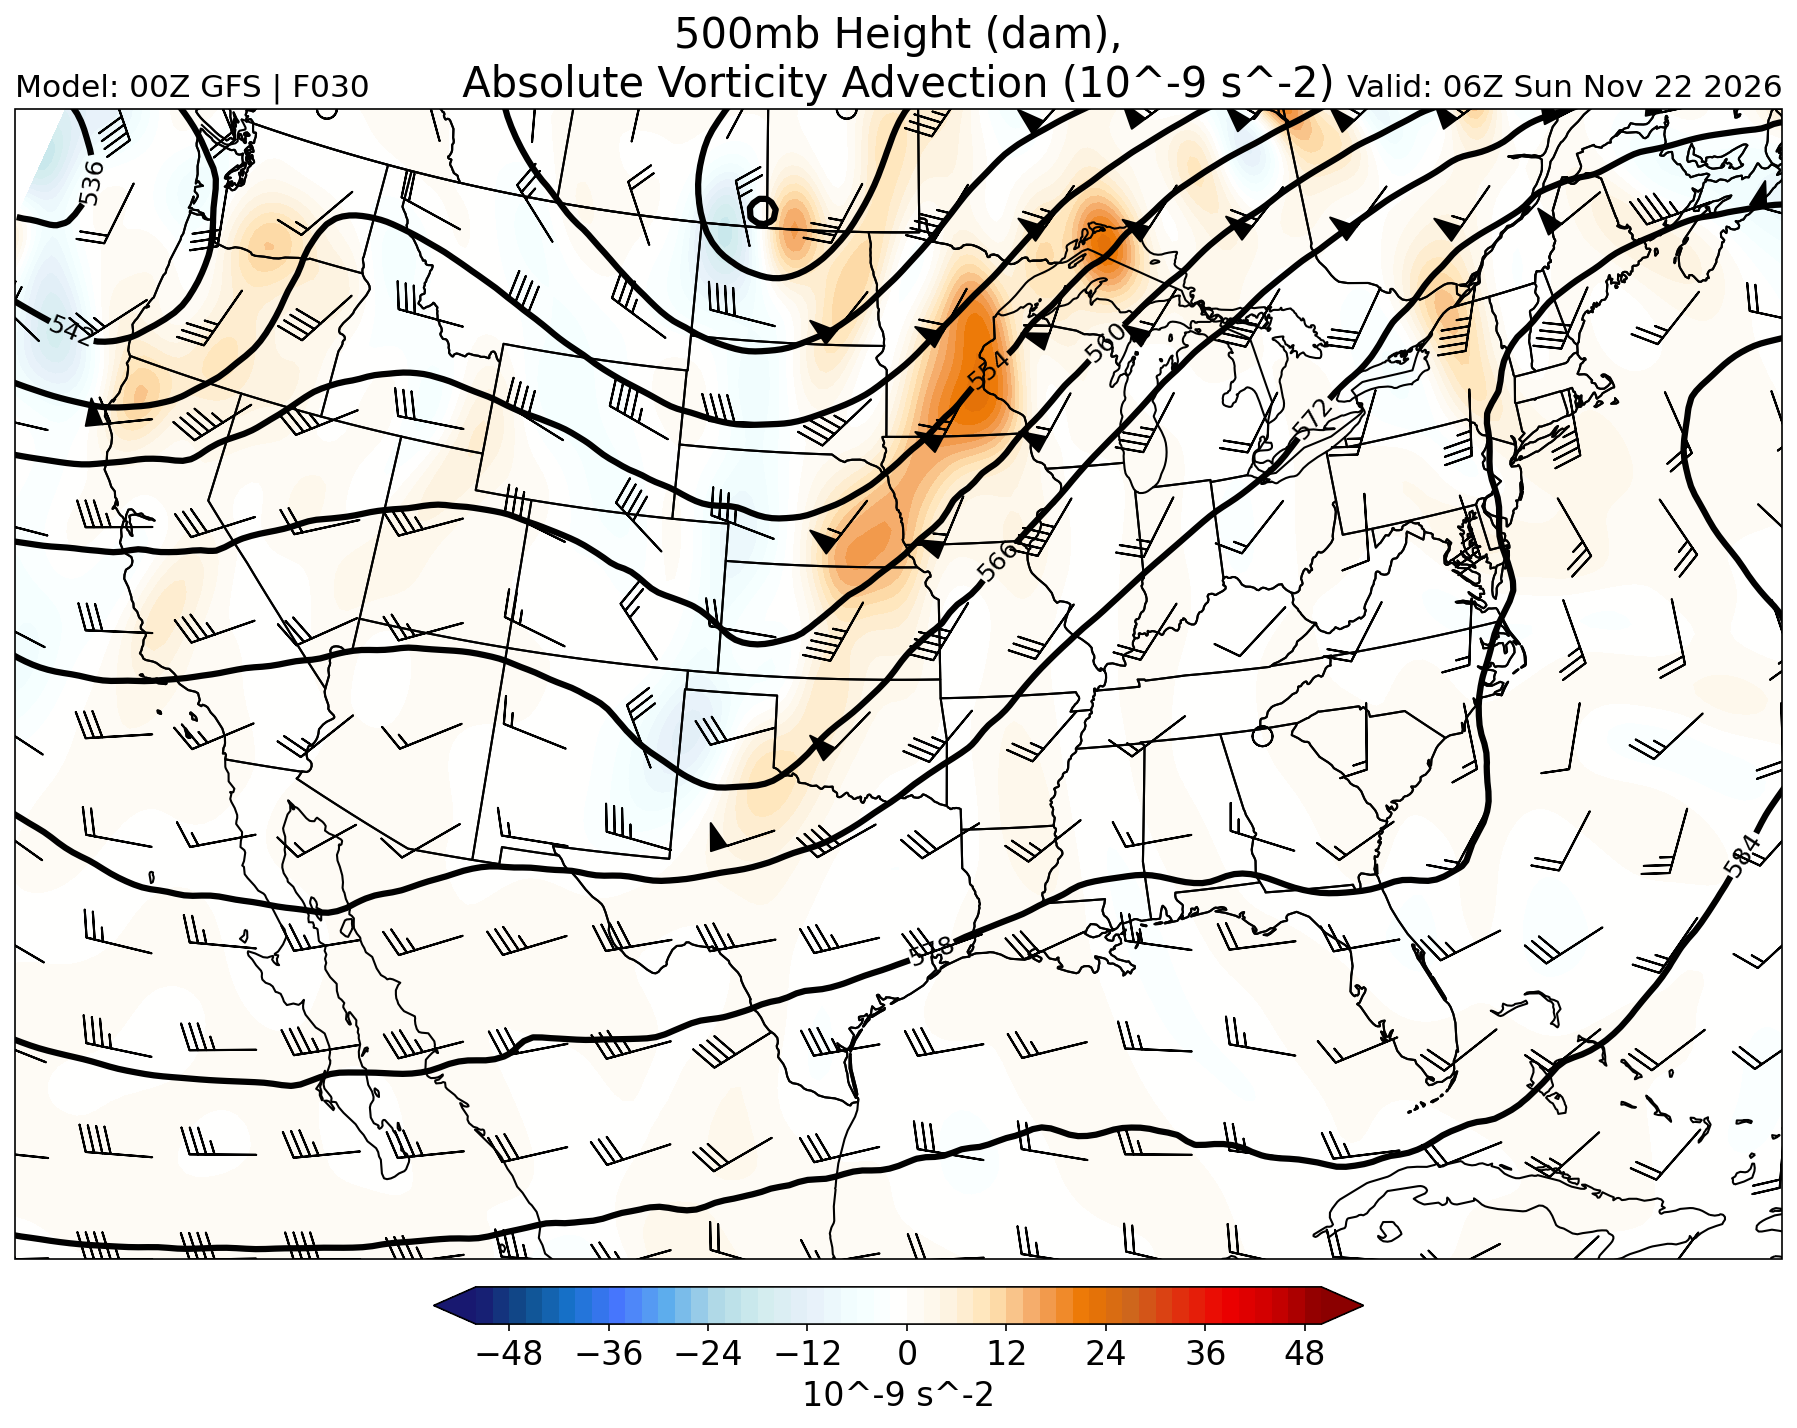 500mb Height (dam),
Model: 00Z GFS | F030
Absolute Vorticity Advection (10^-9 s^-2)
Valid: 06Z Sun Nov 22 2026
536
542
554
560
572
566
584
578
−48 −36 −24 −12 0 12 24 36 48
10^-9 s^-2